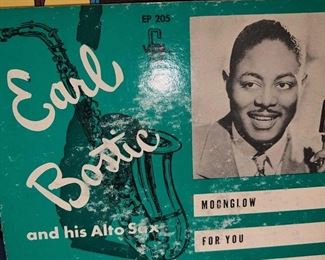 EP 205
Earl
Bostic
and his Alto Sax
MOONGLOW
FOR YOU